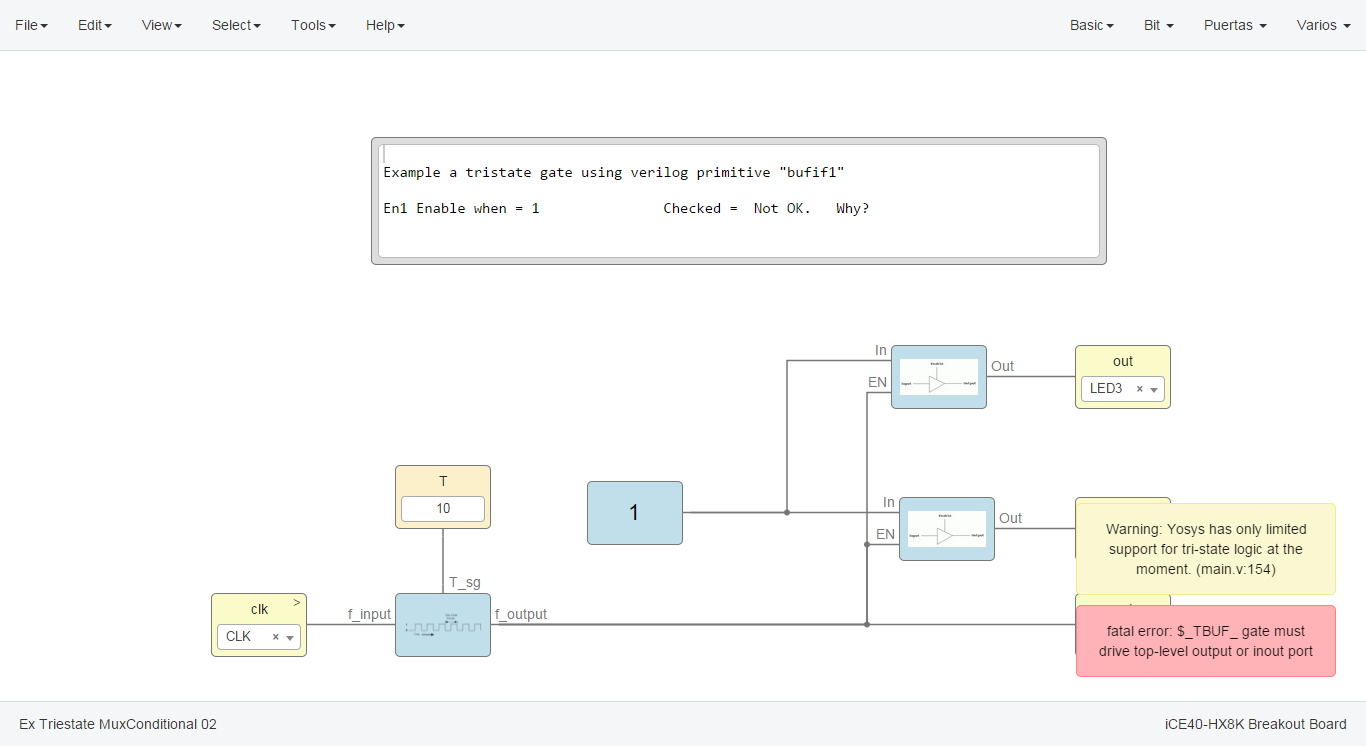 File Edit View Select Tools Help Basic Bit Puertas Varios
Example a tristate gate using verilog primitive "bufif1"
En1 Enable when = 1 Checked = Not OK. Why?
In
EN
Out
out
LED3 ×
T
10
1
In
EN
Out
Warning: Yosys has only limited
support for tri-state logic at the
moment. (main.v:154)
T_sg
clk >
CLK ×
f_input
f_output
fatal error: $_TBUF_ gate must
drive top-level output or inout port
Ex Triestate MuxConditional 02
iCE40-HX8K Breakout Board